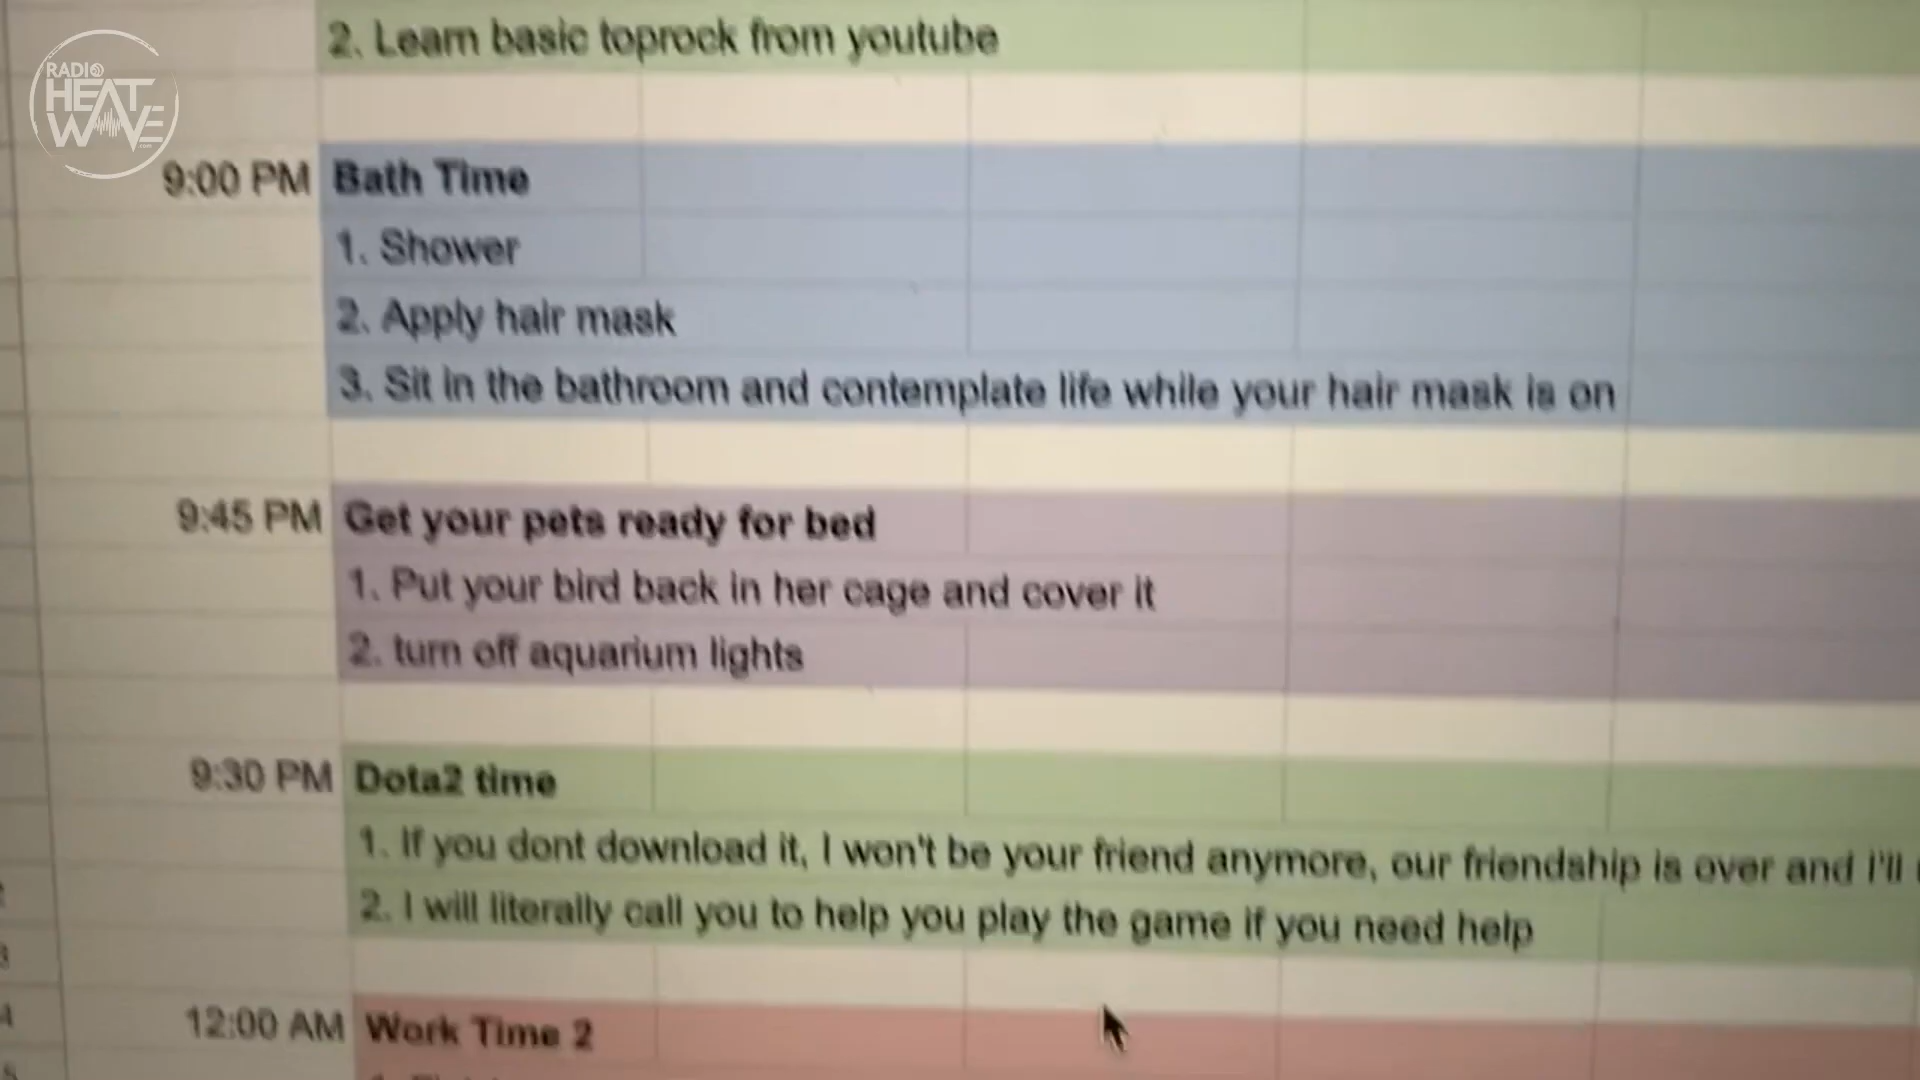 RADIO
HEAT
WAVE
.com
2. Learn basic toprock from youtube
9:00 PM Bath Time
1. Shower
2. Apply hair mask
3. Sit in the bathroom and contemplate life while your hair mask is on
9:45 PM Get your pets ready for bed
1. Put your bird back in her cage and cover it
2. turn off aquarium lights
9:30 PM Dota2 time
1. If you dont download it, I won't be your friend anymore, our friendship is over and I'll
2. I will literally call you to help you play the game if you need help
3
4
12:00 AM Work Time 2
5